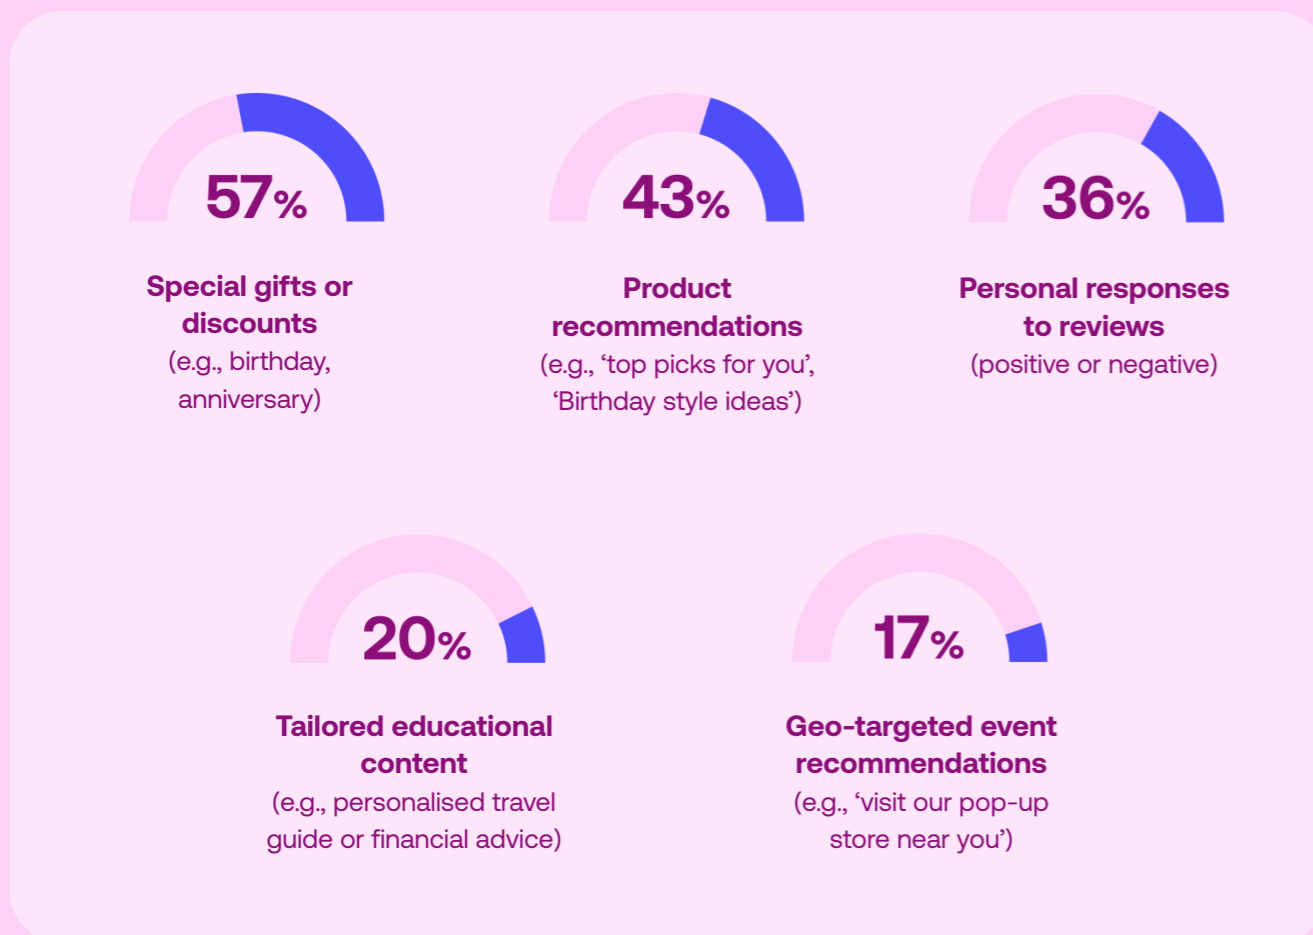 57%
Special gifts or
discounts
(e.g., birthday,
anniversary)
43%
Product
recommendations
(e.g., ‘top picks for you’,
‘Birthday style ideas’)
36%
Personal responses
to reviews
(positive or negative)
20%
Tailored educational
content
(e.g., personalised travel
guide or financial advice)
17%
Geo-targeted event
recommendations
(e.g., ‘visit our pop-up
store near you’)